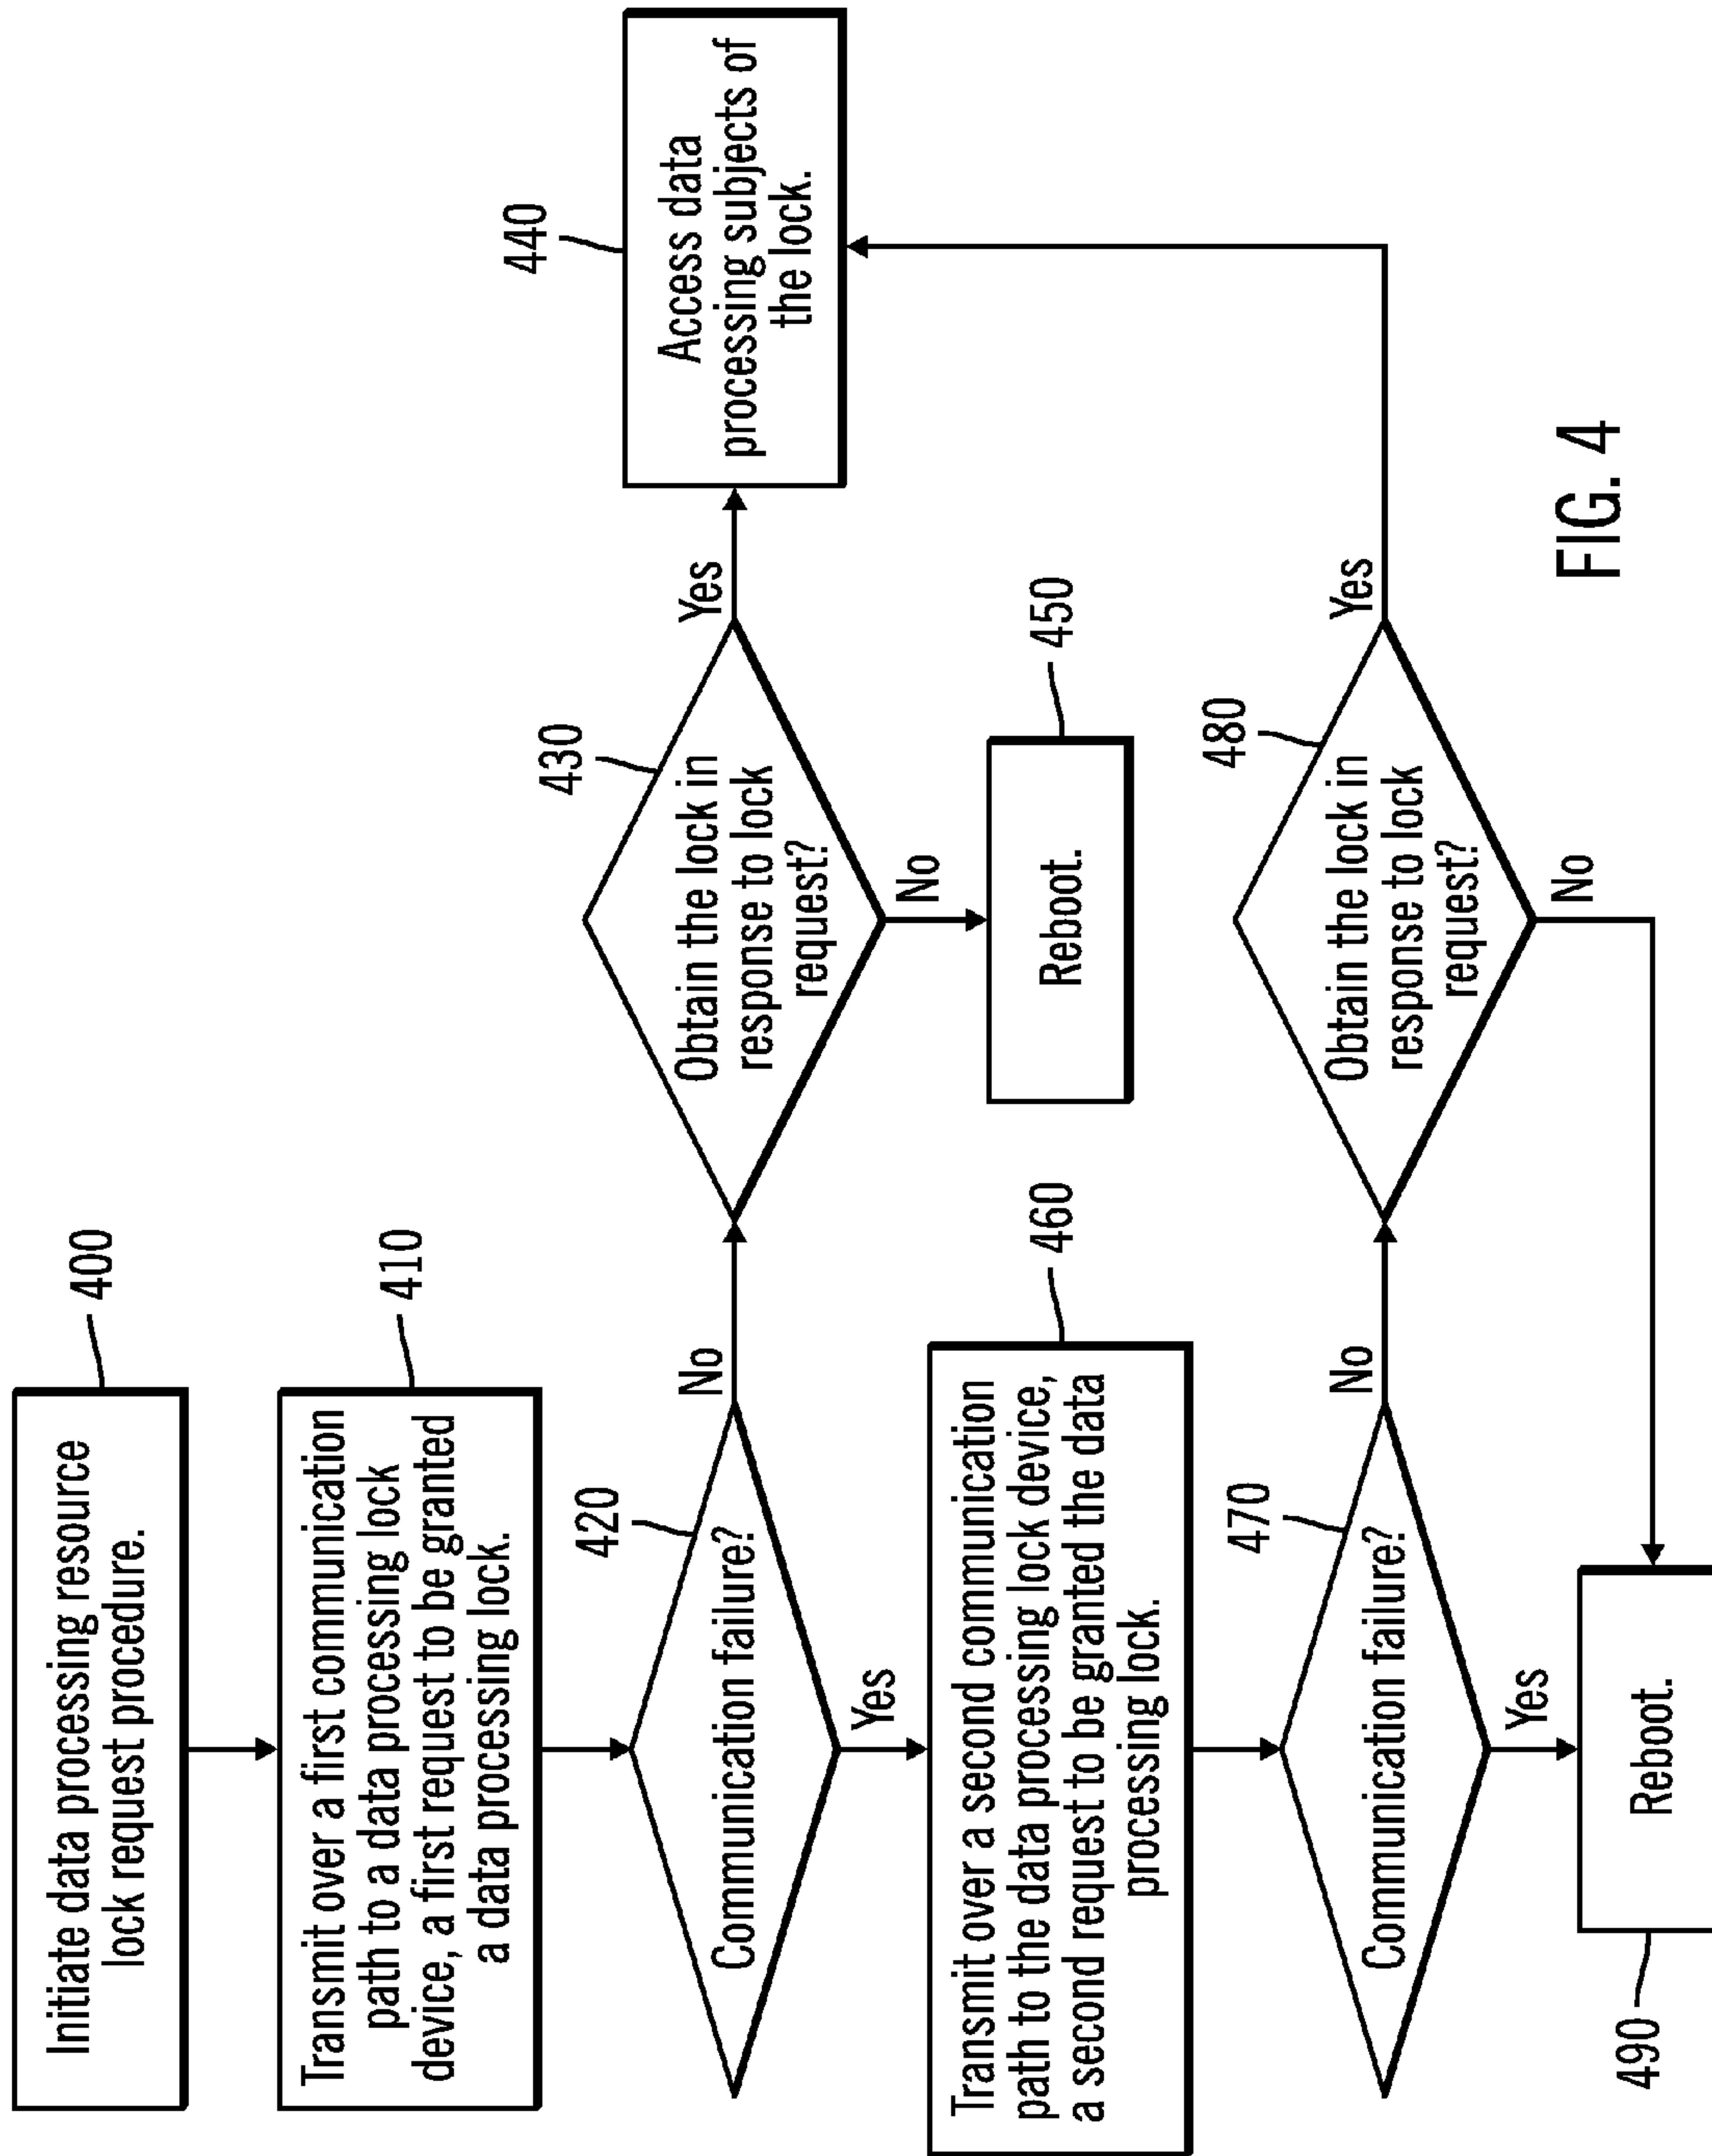 400
Initiate data processing resource
lock request procedure.
410
Transmit over a first communication
path to a data processing lock
device, a first request to be granted
a data processing lock.
420
Communication failure?
No
Yes
430
Obtain the lock in
response to lock
request?
Yes
No
440
Access data
processing subjects of
the lock.
450
Reboot.
460
Transmit over a second communication
path to the data processing lock device,
a second request to be granted the data
processing lock.
470
Communication failure?
No
Yes
480
Obtain the lock in
response to lock
request?
Yes
No
490
Reboot.
FIG. 4